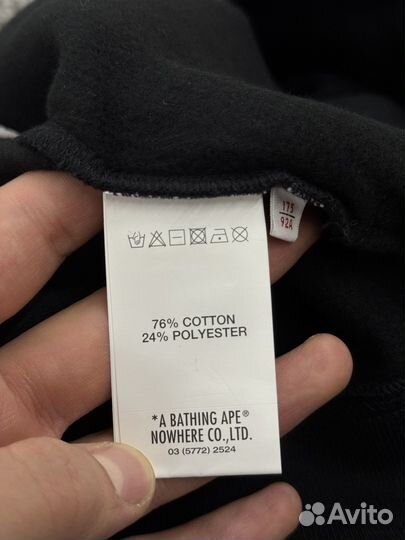 175
92A
76% COTTON
24% POLYESTER
*A BATHING APE®
NOWHERE CO.,LTD.
03 (5772) 2524
Avito